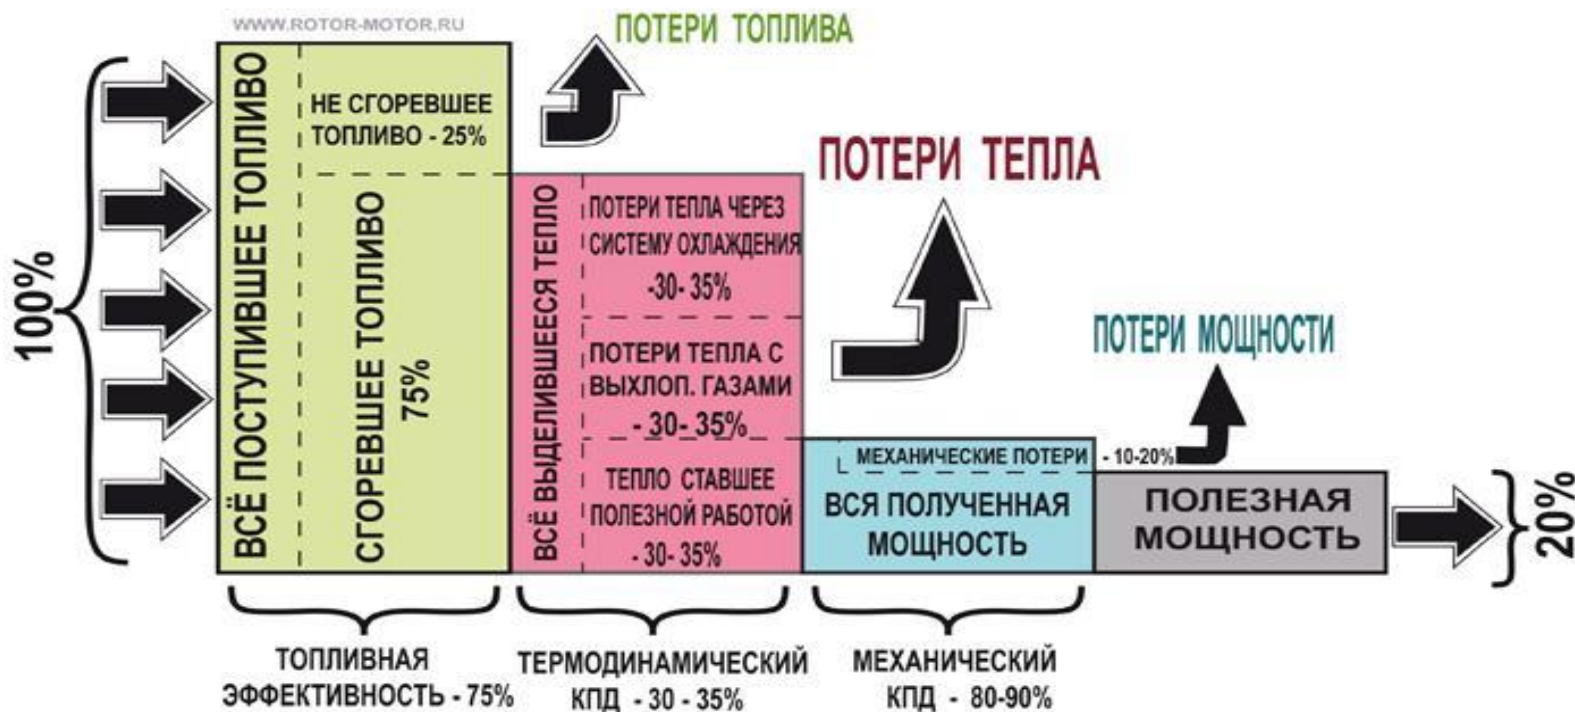 WWW.ROTOR-MOTOR.RU
ПОТЕРИ ТОПЛИВА
100%
ВСЁ ПОСТУПИВШЕЕ ТОПЛИВО
НЕ СГОРЕВШЕЕ
ТОПЛИВО - 25%
СГОРЕВШЕЕ ТОПЛИВО
75%
ПОТЕРИ ТЕПЛА
ВСЁ ВЫДЕЛИВШЕЕСЯ ТЕПЛО
ПОТЕРИ ТЕПЛА ЧЕРЕЗ
СИСТЕМУ ОХЛАЖДЕНИЯ
-30- 35%
ПОТЕРИ ТЕПЛА С
ВЫХЛОП. ГАЗАМИ
- 30- 35%
ТЕПЛО СТАВШЕЕ
ПОЛЕЗНОЙ РАБОТОЙ
- 30- 35%
ПОТЕРИ МОЩНОСТИ
МЕХАНИЧЕСКИЕ ПОТЕРИ - 10-20%
ВСЯ ПОЛУЧЕННАЯ
МОЩНОСТЬ
ПОЛЕЗНАЯ
МОЩНОСТЬ
20%
ТОПЛИВНАЯ
ЭФФЕКТИВНОСТЬ - 75%
ТЕРМОДИНАМИЧЕСКИЙ
КПД - 30 - 35%
МЕХАНИЧЕСКИЙ
КПД - 80-90%